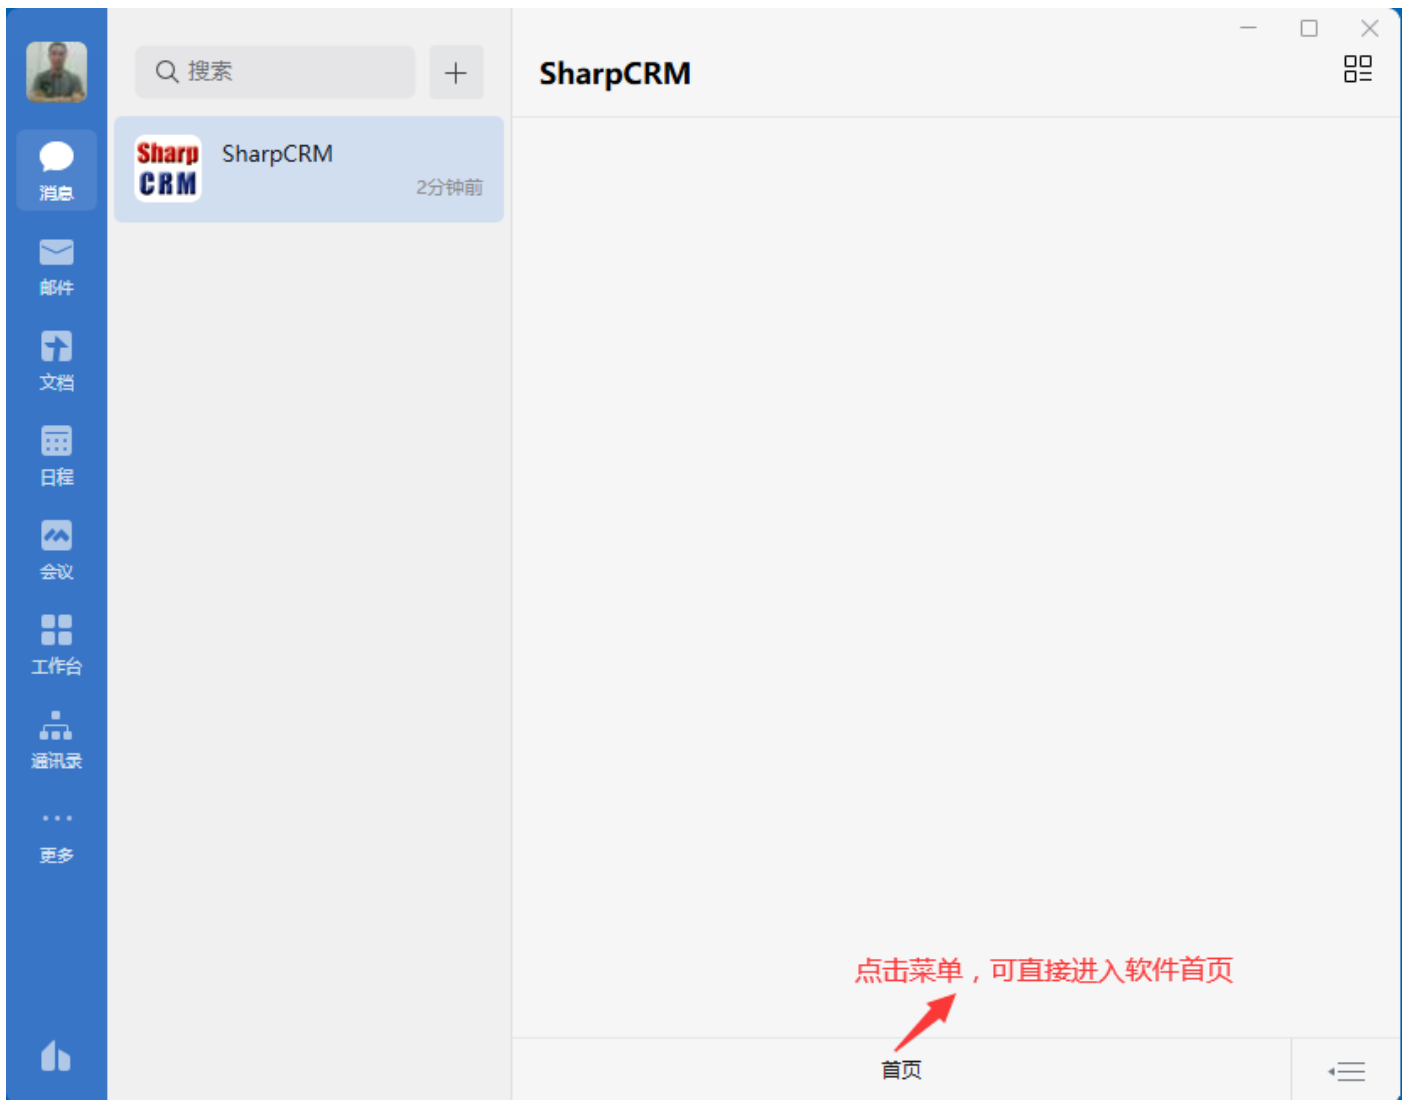 搜索
SharpCRM
消息
Sharp
CRM
SharpCRM
2分钟前
邮件
文档
日程
会议
工作台
通讯录
更多
点击菜单，可直接进入软件首页
首页